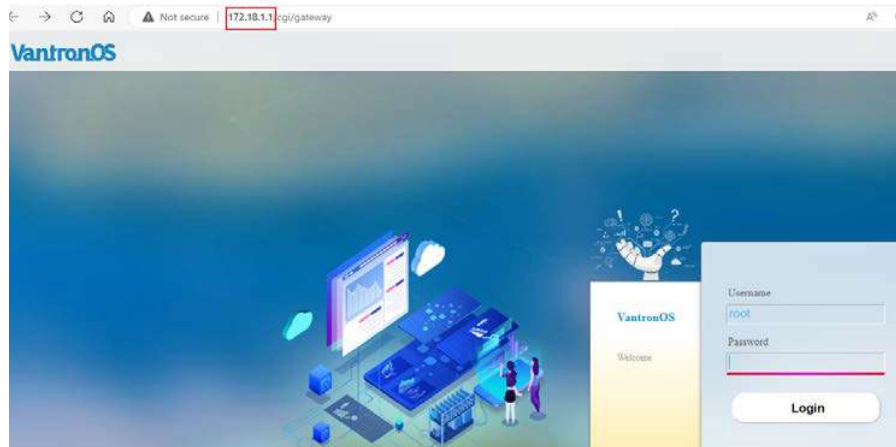 Not secure 172.18.1.1/cgi/gateway
VantronOS
VantronOS
Welcome
Username
root
Password
Login